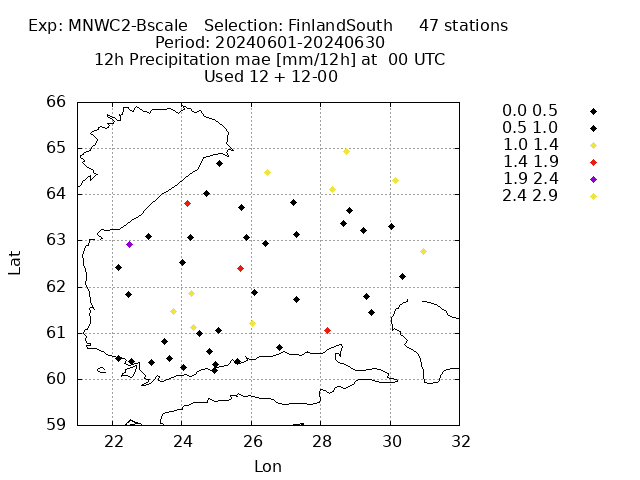 Exp: MNWC2-Bscale   Selection: FinlandSouth     47 stations
Period: 20240601-20240630
12h Precipitation mae [mm/12h] at  00 UTC
Used 12 + 12-00
0.0 0.5
0.5 1.0
1.0 1.4
1.4 1.9
1.9 2.4
2.4 2.9
66
65
64
63
62
61
60
59
Lat
22 24 26 28 30 32
Lon